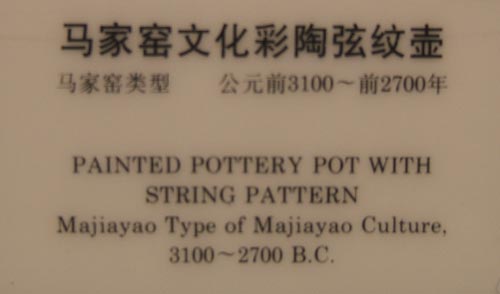 马家窑文化彩陶弦纹壶
马家窑类型 公元前3100～前2700年
PAINTED POTTERY POT WITH
STRING PATTERN
Majiayao Type of Majiayao Culture,
3100～2700 B.C.